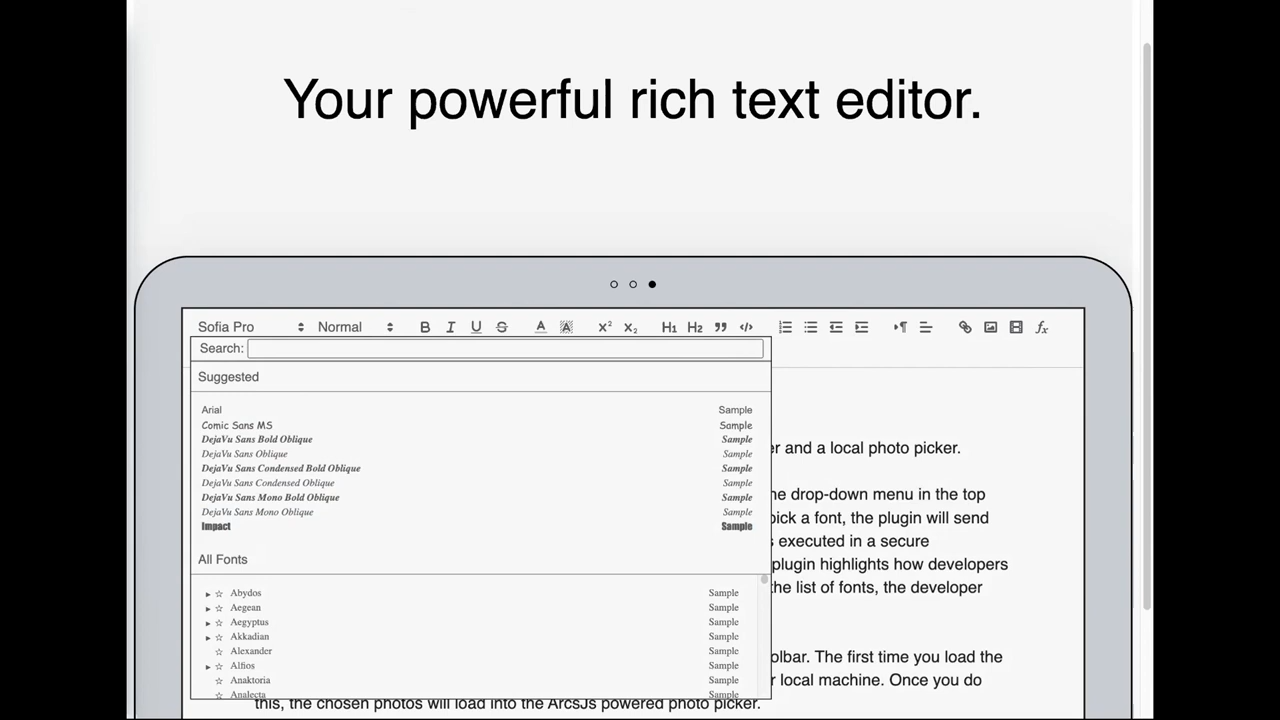 Your powerful rich text editor.
Sofia Pro Normal B I U S A A X² X₂ H1 H2 ” </> ¶ fx
Search:
Suggested
Arial Sample
Comic Sans MS Sample
DejaVu Sans Bold Oblique Sample
DejaVu Sans Oblique Sample
DejaVu Sans Condensed Bold Oblique Sample
DejaVu Sans Condensed Oblique Sample
DejaVu Sans Mono Bold Oblique Sample
DejaVu Sans Mono Oblique Sample
Impact Sample
All Fonts
Abydos Sample
Aegean Sample
Aegyptus Sample
Akkadian Sample
Alexander Sample
Alfios Sample
Anaktoria Sample
Analecta Sample
er and a local photo picker.
he drop-down menu in the top
pick a font, the plugin will send
s executed in a secure
plugin highlights how developers
the list of fonts, the developer
olbar. The first time you load the
r local machine. Once you do
this, the chosen photos will load into the ArcsJs powered photo picker.